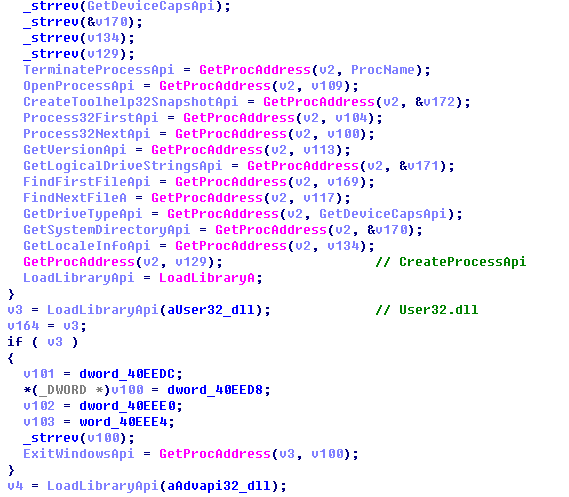 _strrev(GetDeviceCapsApi);
_strrev(&v170);
_strrev(v134);
_strrev(v129);
TerminateProcessApi = GetProcAddress(v2, ProcName);
OpenProcessApi = GetProcAddress(v2, v109);
CreateToolhelp32SnapshotApi = GetProcAddress(v2, &v172);
Process32FirstApi = GetProcAddress(v2, v104);
Process32NextApi = GetProcAddress(v2, v100);
GetVersionApi = GetProcAddress(v2, v113);
GetLogicalDriveStringsApi = GetProcAddress(v2, &v171);
FindFirstFileApi = GetProcAddress(v2, v169);
FindNextFileA = GetProcAddress(v2, v117);
GetDriveTypeApi = GetProcAddress(v2, GetDeviceCapsApi);
GetSystemDirectoryApi = GetProcAddress(v2, &v170);
GetLocaleInfoApi = GetProcAddress(v2, v134);
GetProcAddress(v2, v129); // CreateProcessApi
LoadLibraryApi = LoadLibraryA;
}
v3 = LoadLibraryApi(aUser32_dll); // User32.dll
v164 = v3;
if ( v3 )
{
v101 = dword_40EEDC;
*(_DWORD *)v100 = dword_40EED8;
v102 = dword_40EEE0;
v103 = word_40EEE4;
_strrev(v100);
ExitWindowsApi = GetProcAddress(v3, v100);
}
v4 = LoadLibraryApi(aAdvapi32_dll);